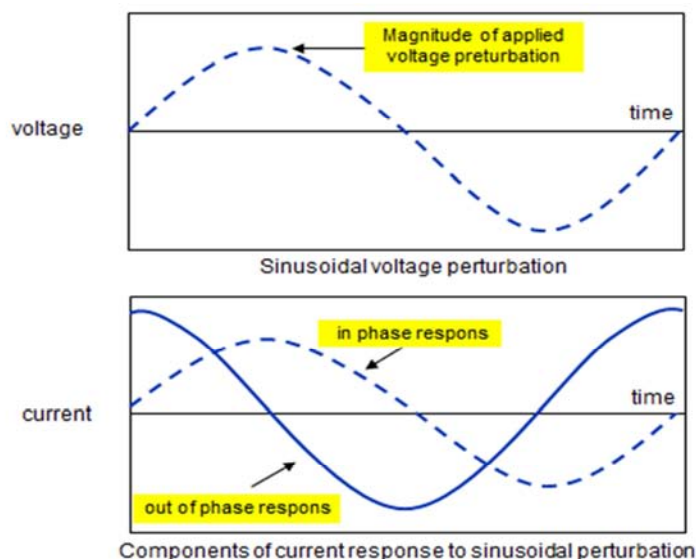 Magnitude of applied
voltage preturbation
time
voltage
Sinusoidal voltage perturbation
in phase respons
time
current
out of phase respons
Components of current response to sinusoidal perturbation